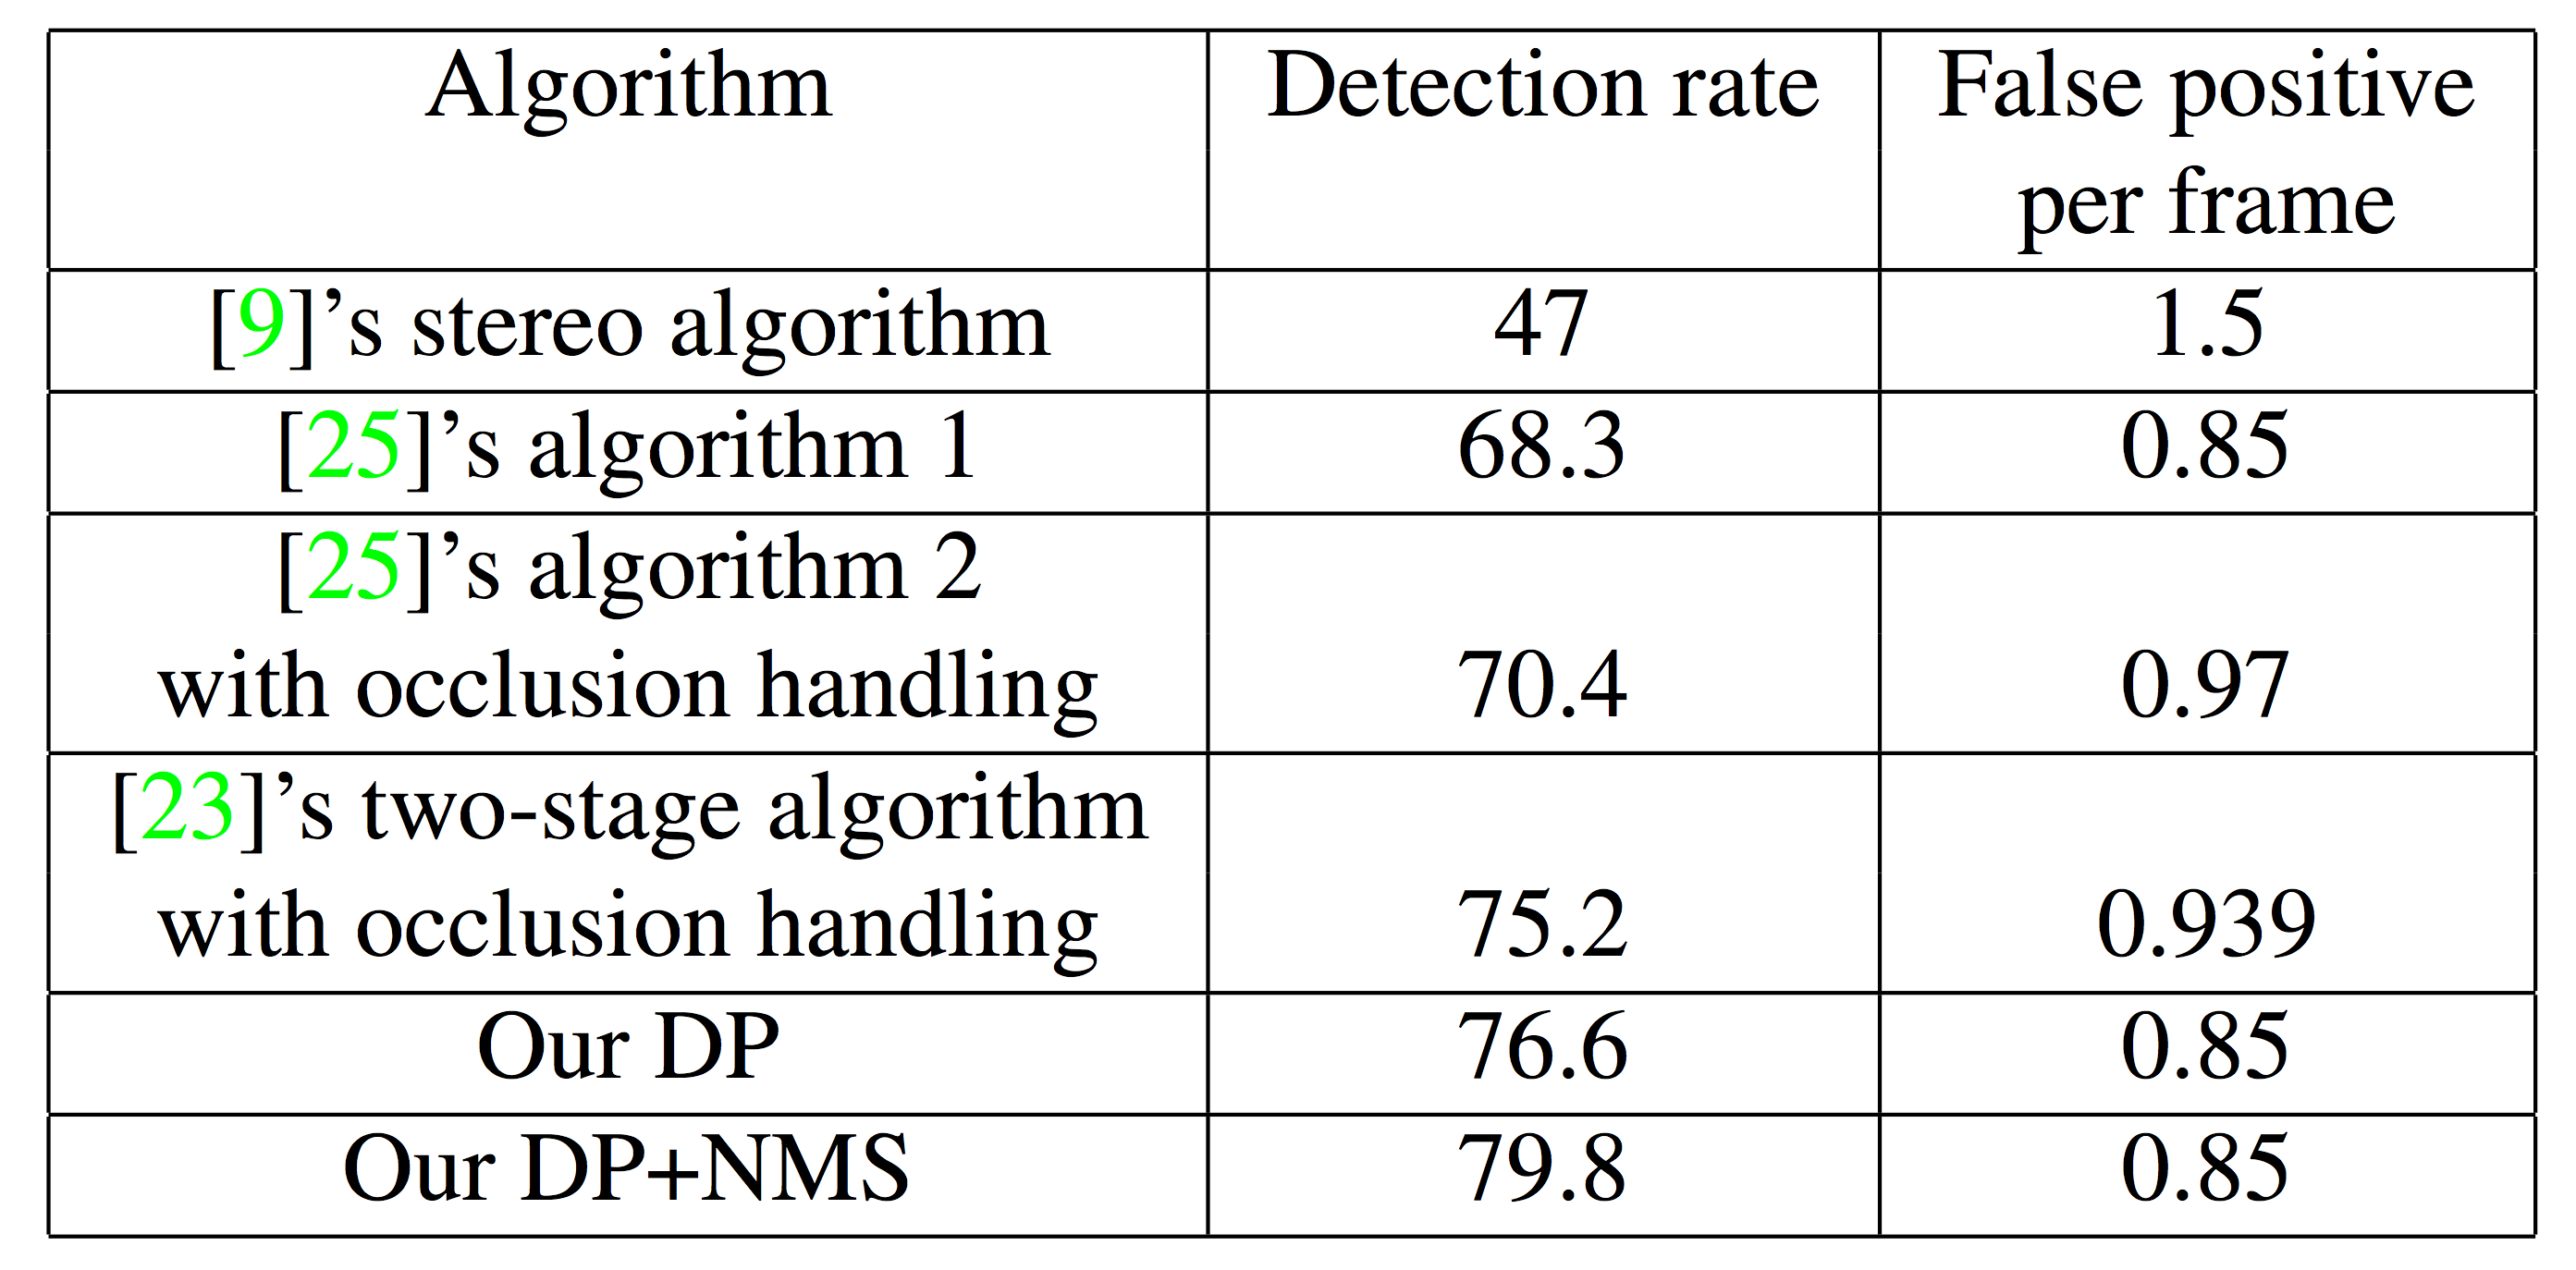 Algorithm Detection rate False positive
per frame
[9]’s stereo algorithm 47 1.5
[25]’s algorithm 1 68.3 0.85
[25]’s algorithm 2
with occlusion handling 70.4 0.97
[23]’s two-stage algorithm
with occlusion handling 75.2 0.939
Our DP 76.6 0.85
Our DP+NMS 79.8 0.85